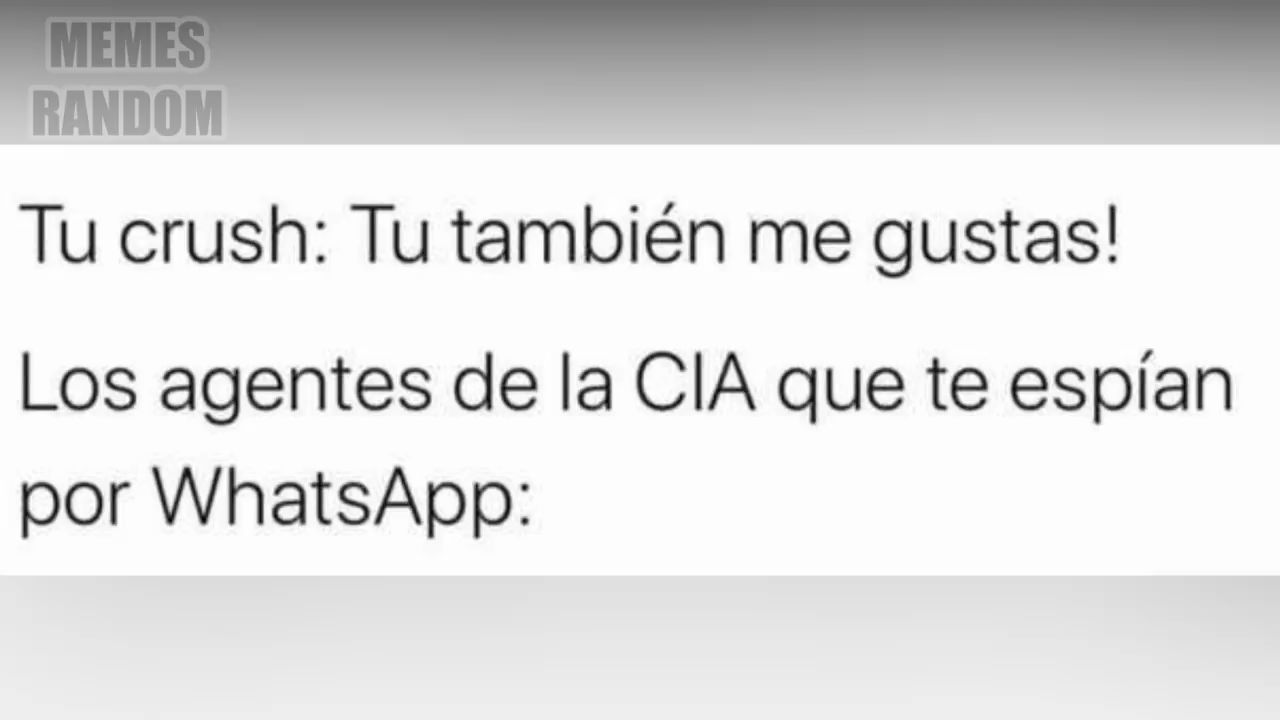 MEMES
RANDOM
Tu crush: Tu también me gustas!
Los agentes de la CIA que te espían
por WhatsApp: